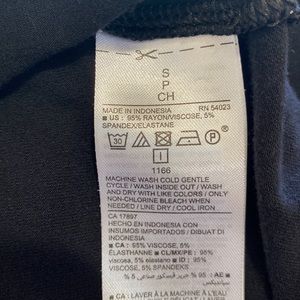 S
P
CH
MADE IN INDONESIA RN 54023
■ US : 95% RAYON/VISCOSE, 5%
SPANDEX/ELASTANE
30 P
I
1166
MACHINE WASH COLD GENTLE
CYCLE / WASH INSIDE OUT / WASH
AND DRY WITH LIKE COLORS / ONLY
NON-CHLORINE BLEACH WHEN
NEEDED / LINE DRY / COOL IRON
CA 17897
HECHO EN INDONESIA CON
INSUMOS IMPORTADOS / DIBUAT DI
INDONESIA
■ CA : 95% VISCOSE, 5%
ÉLASTHANNE ■ CL/MX/PE : 95%
viscosa, 5% elastano ■ ID : 95%
VISCOSE, 5% SPANDEKS
■ AE : 95 %
CA : LAVER À LA MACHINE À L'EAU